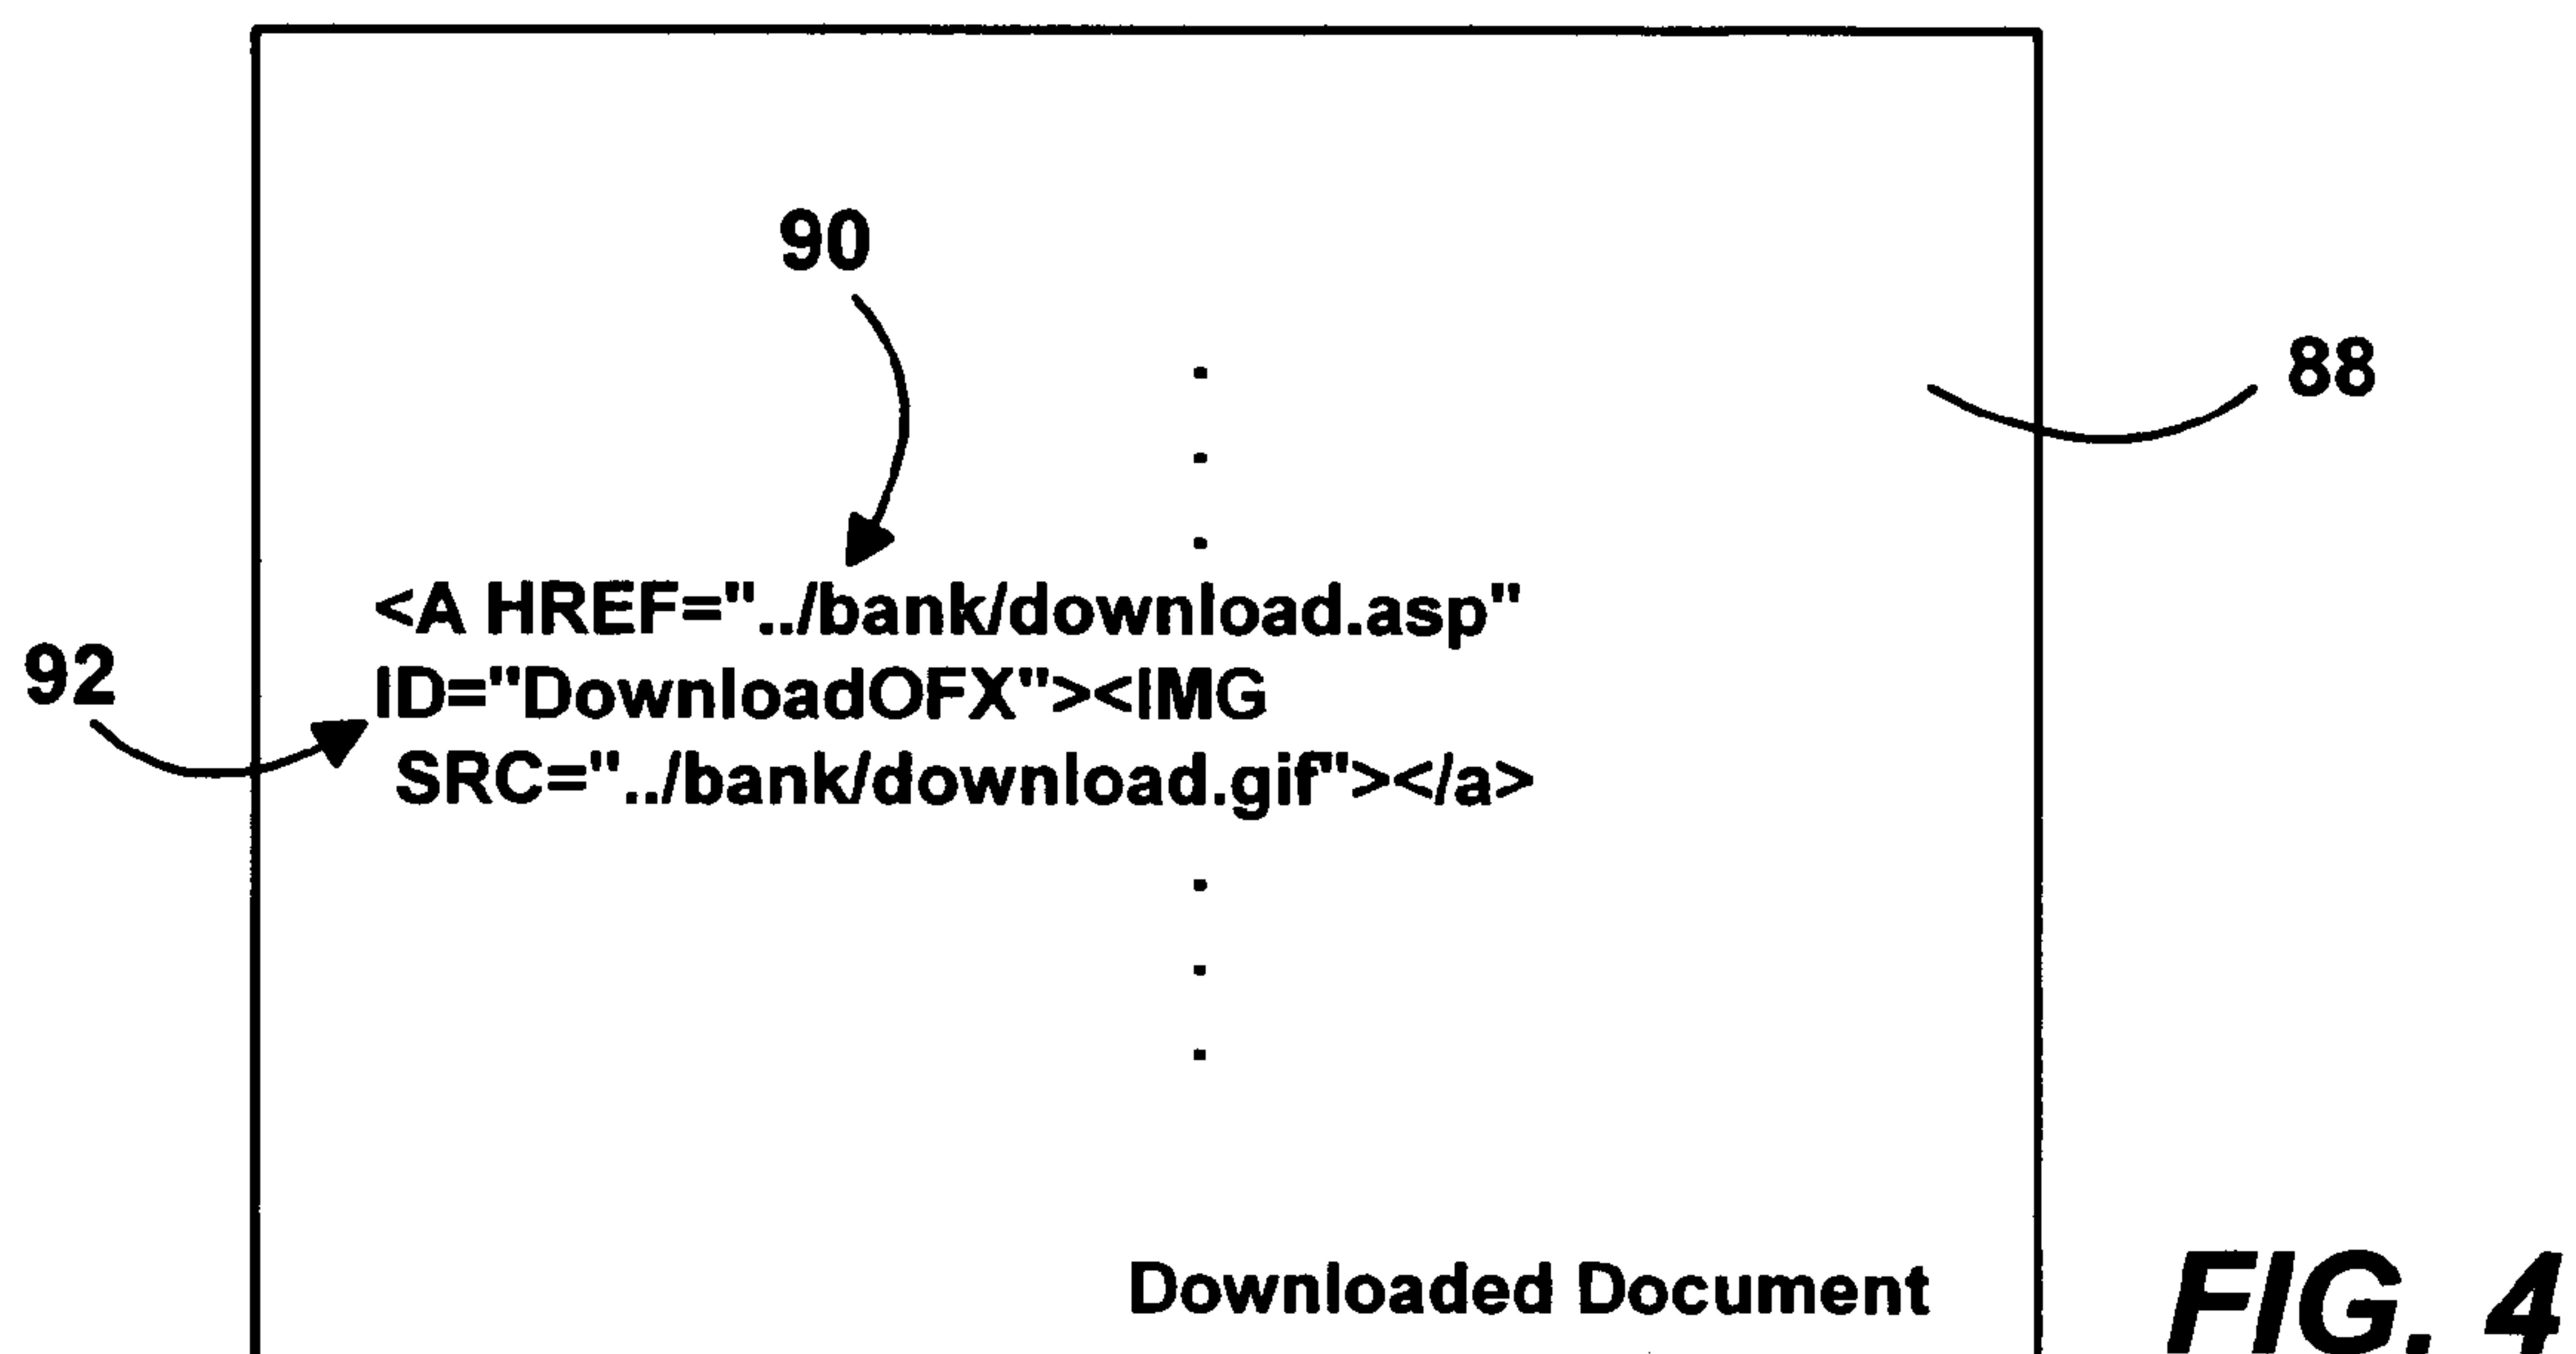 90
88
<A HREF="../bank/download.asp"
92
ID="DownloadOFX"><IMG
SRC="../bank/download.gif"></a>
Downloaded Document
FIG. 4